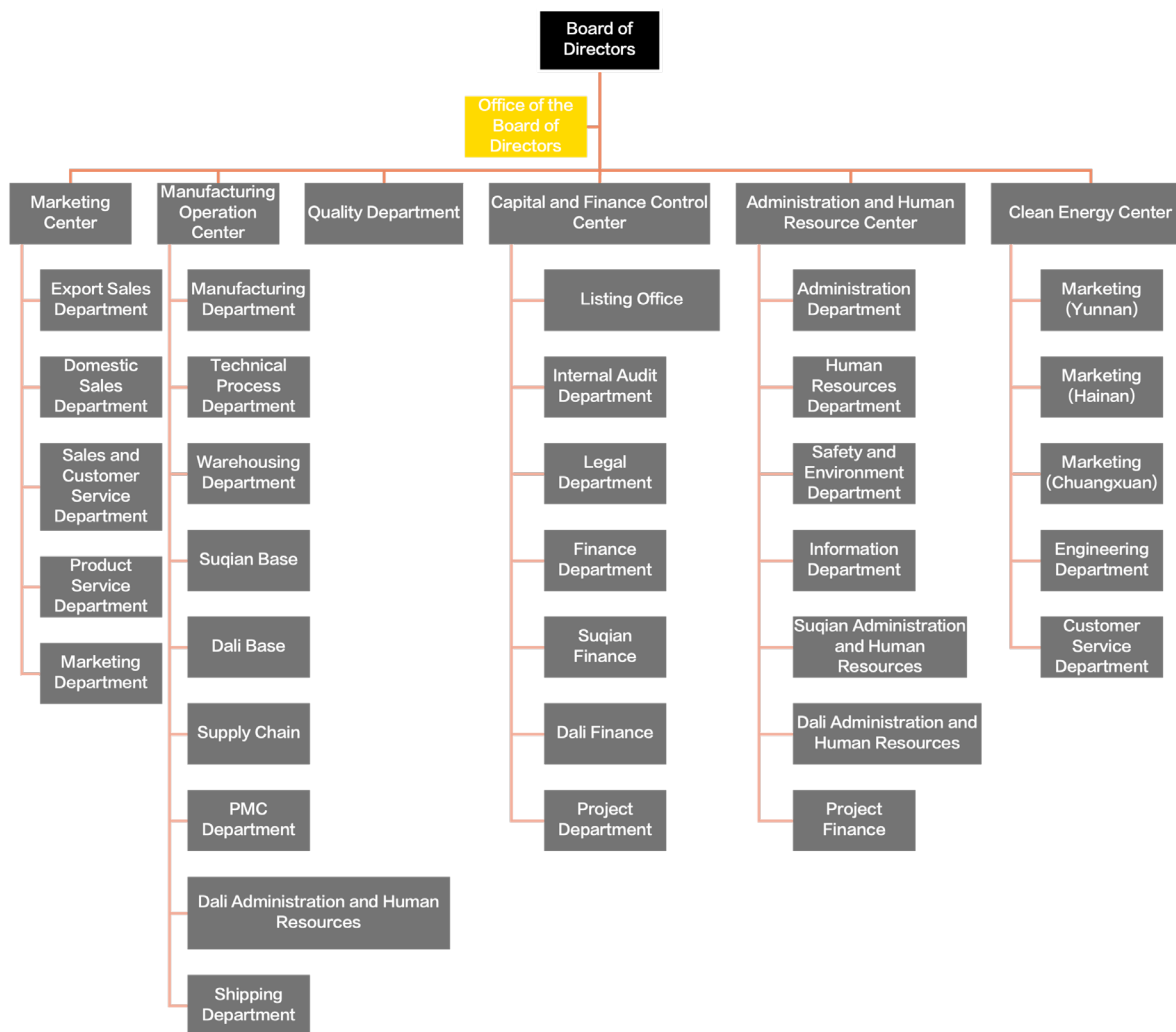 Board of
Directors
Office of the
Board of
Directors
Marketing
Center
Manufacturing
Operation
Center
Quality Department
Capital and Finance Control
Center
Administration and Human
Resource Center
Clean Energy Center
Export Sales
Department
Domestic
Sales
Department
Sales and
Customer
Service
Department
Product
Service
Department
Marketing
Department
Manufacturing
Department
Technical
Process
Department
Warehousing
Department
Suqian Base
Dali Base
Supply Chain
PMC
Department
Dali Administration and Human
Resources
Shipping
Department
Listing Office
Internal Audit
Department
Legal
Department
Finance
Department
Suqian
Finance
Dali Finance
Project
Department
Administration
Department
Human
Resources
Department
Safety and
Environment
Department
Information
Department
Suqian Administration
and Human
Resources
Dali Administration and
Human Resources
Project
Finance
Marketing
(Yunnan)
Marketing
(Hainan)
Marketing
(Chuangxuan)
Engineering
Department
Customer
Service
Department